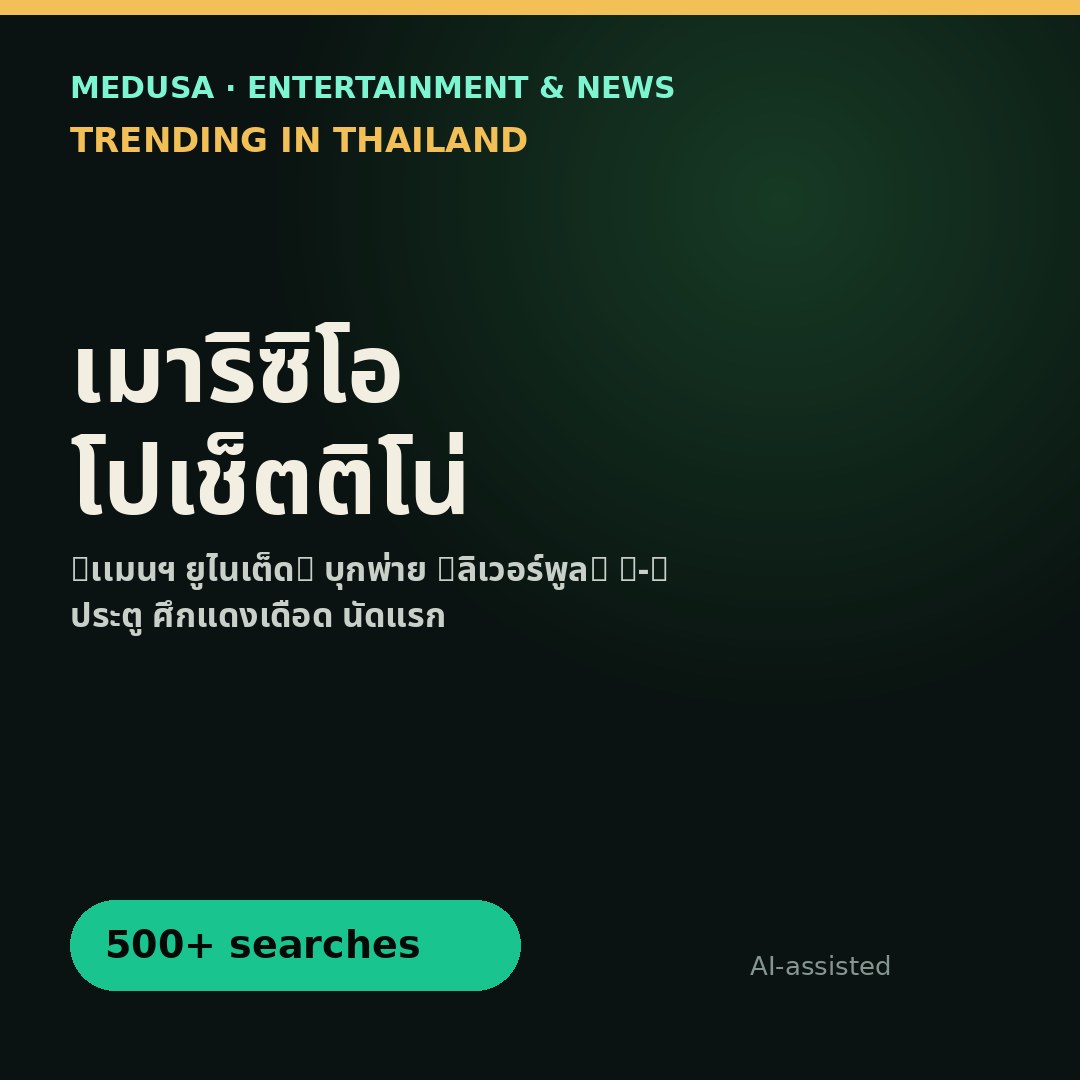 MEDUSA · ENTERTAINMENT & NEWS
TRENDING IN THAILAND
เมาริซิโอ
โปเช็ตติโน่
▯เเมนฯ ยูไนเต็ด▯ บุกพ่าย ▯ลิเวอร์พูล▯ ▯-▯
ประตู ศึกแดงเดือด นัดแรก
500+ searches
AI-assisted